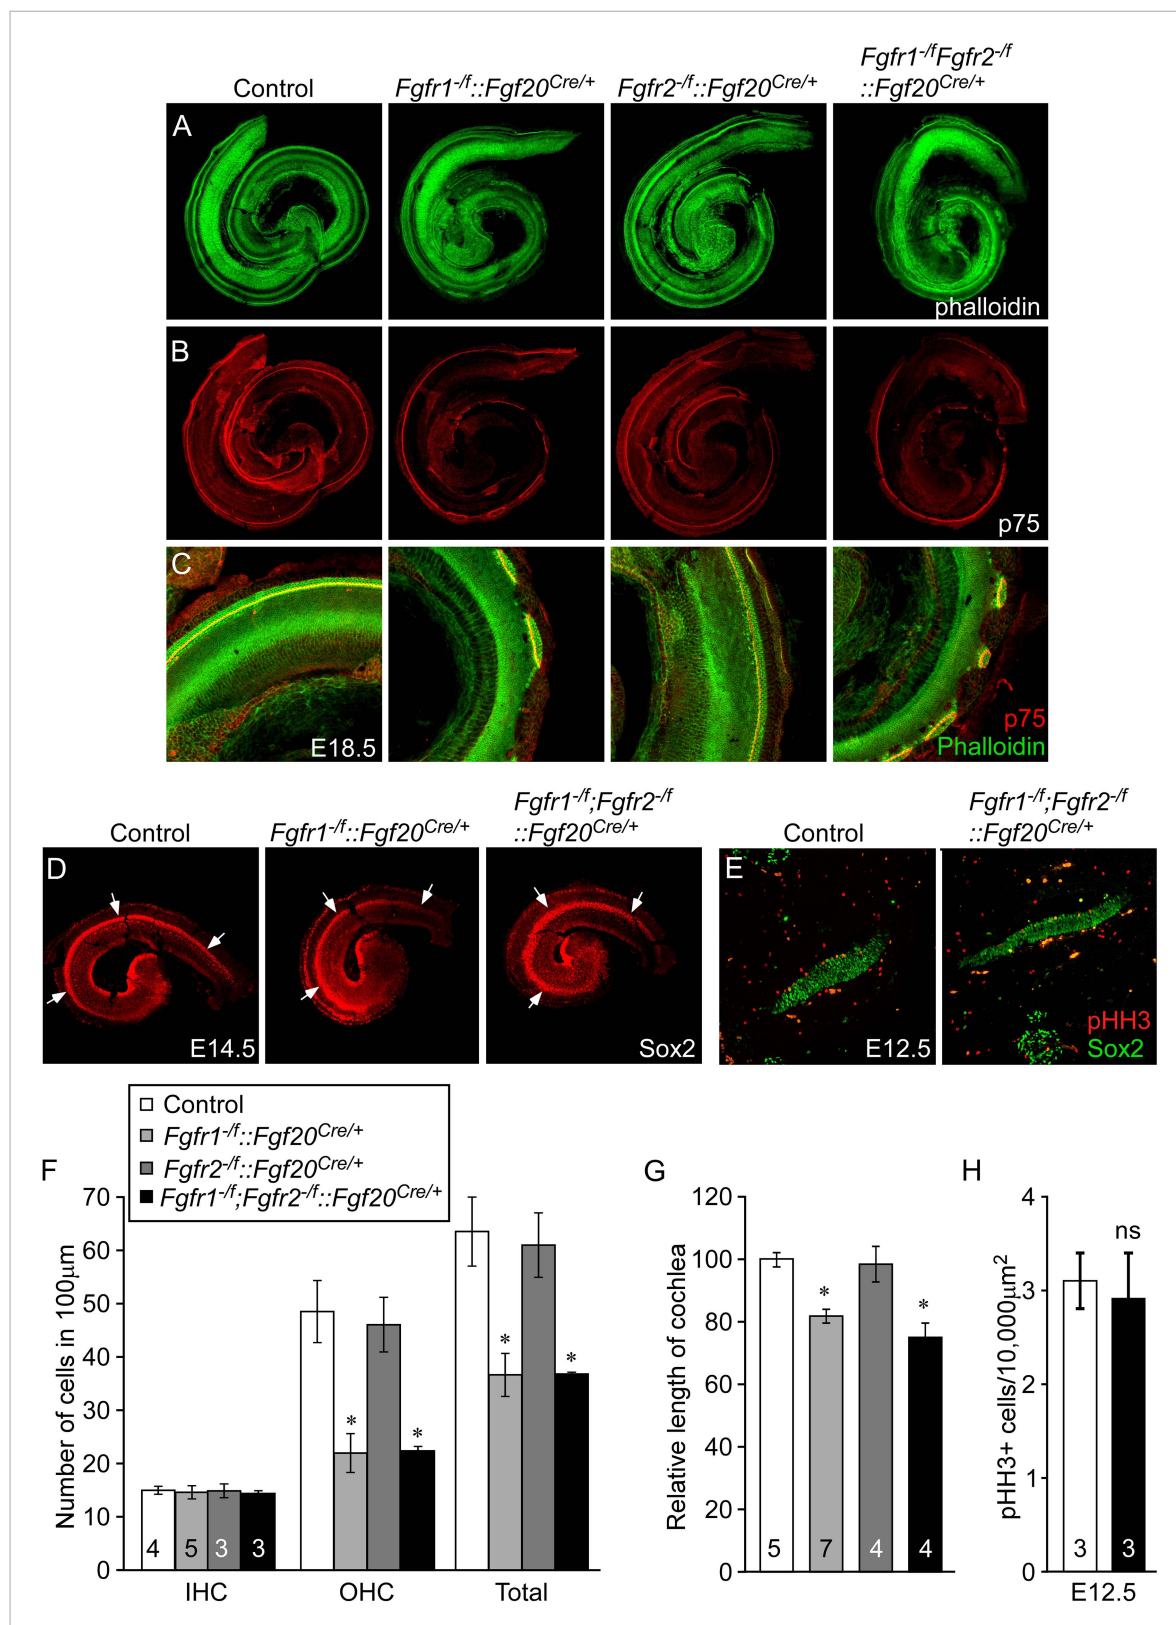 Fgfr1-/fFgfr2-/f
Control Fgfr1-/f::Fgf20Cre/+ Fgfr2-/f::Fgf20Cre/+ ::Fgf20Cre/+
A
phalloidin
B
p75
C
p75
E18.5 Phalloidin
Fgfr1-/f;Fgfr2-/f Fgfr1-/f;Fgfr2-/f
Control Fgfr1-/f::Fgf20Cre/+ ::Fgf20Cre/+ Control ::Fgf20Cre/+
D E
pHH3
E14.5 Sox2 E12.5 Sox2
Control
Fgfr1-/f::Fgf20Cre/+
Fgfr2-/f::Fgf20Cre/+
Fgfr1-/f;Fgfr2-/f::Fgf20Cre/+
F
Number of cells in 100μm
70
60
50
40
30
20
10
0
* * * *
4 5 3 3
IHC OHC Total
G
Relative length of cochlea
120
100
80
60
40
20
0
* *
5 7 4 4
H
pHH3+ cells/10,000μm2
4
3
2
1
0
ns
3 3
E12.5